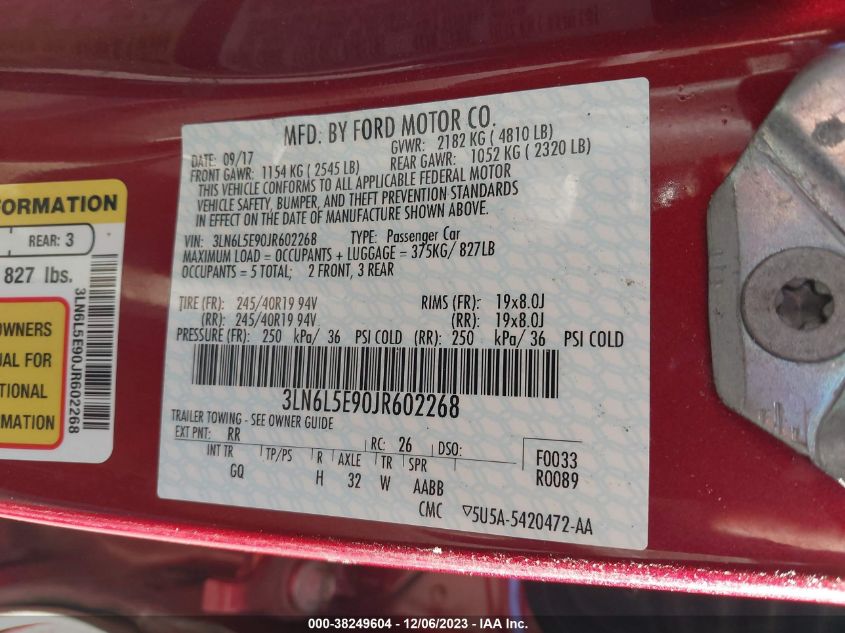 MFD. BY FORD MOTOR CO.
DATE: 09/17
GVWR: 2182 KG ( 4810 LB)
FRONT GAWR: 1154 KG ( 2545 LB)
REAR GAWR: 1052 KG ( 2320 LB)
THIS VEHICLE CONFORMS TO ALL APPLICABLE FEDERAL MOTOR
VEHICLE SAFETY, BUMPER, AND THEFT PREVENTION STANDARDS
IN EFFECT ON THE DATE OF MANUFACTURE SHOWN ABOVE.
VIN: 3LN6L5E90JR602268 TYPE: Passenger Car
MAXIMUM LOAD = OCCUPANTS + LUGGAGE = 375KG/ 827LB
OCCUPANTS = 5 TOTAL; 2 FRONT, 3 REAR
TIRE (FR): 245/40R19 94V RIMS (FR): 19x8.0J
(RR): 245/40R19 94V (RR): 19x8.0J
PRESSURE (FR): 250 kPa/ 36 PSI COLD (RR): 250 kPa/ 36 PSI COLD
3LN6L5E90JR602268
TRAILER TOWING - SEE OWNER GUIDE
EXT PNT: RR RC: 26 DSO: F0033
R0089
INT TR TP/PS R AXLE TR SPR
GQ H 32 W AABB
CMC ▽5U5A-5420472-AA
FORMATION
REAR: 3
827 lbs.
OWNERS
UAL FOR
TIONAL
MATION
3LN6L5E90JR602268
000-38249604 - 12/06/2023 - IAA Inc.